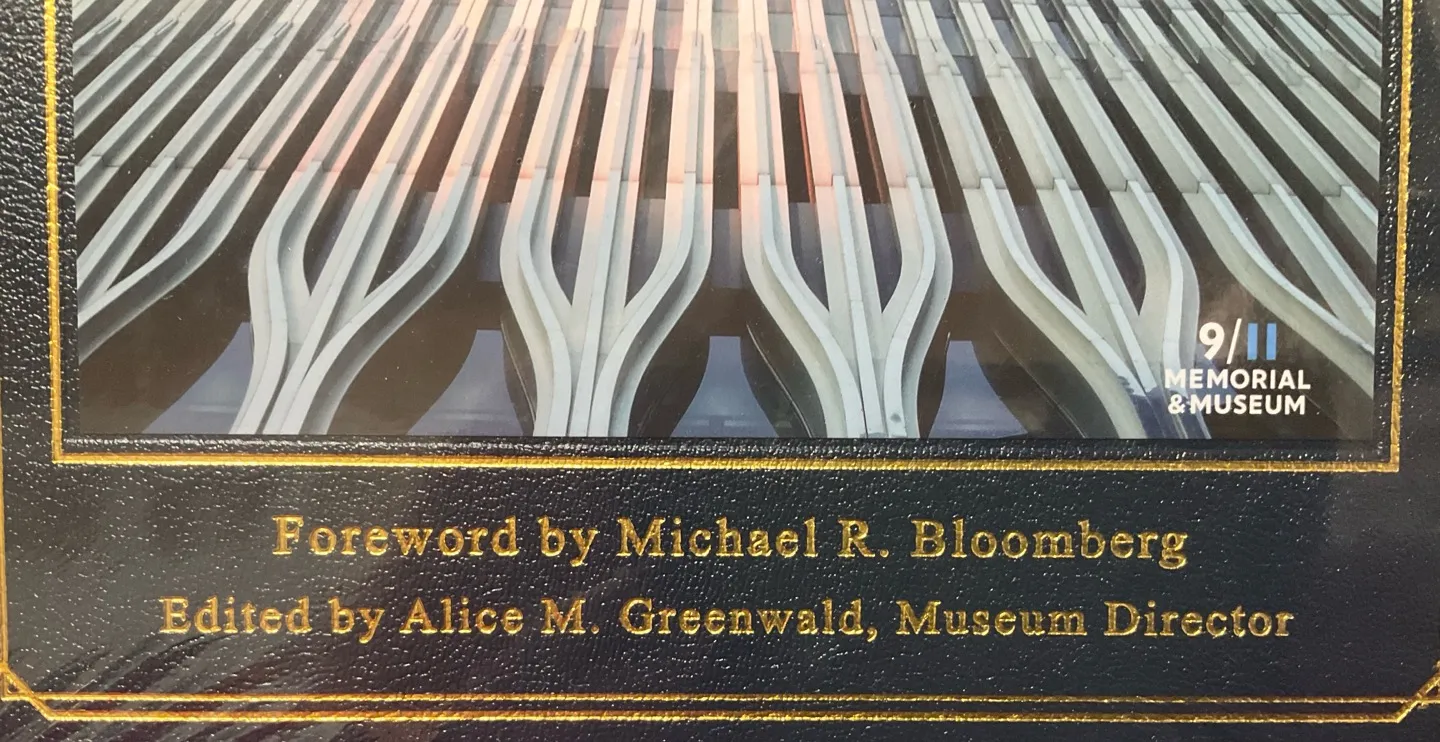 9/11
MEMORIAL
&MUSEUM
Foreword by Michael R. Bloomberg
Edited by Alice M. Greenwald, Museum Director